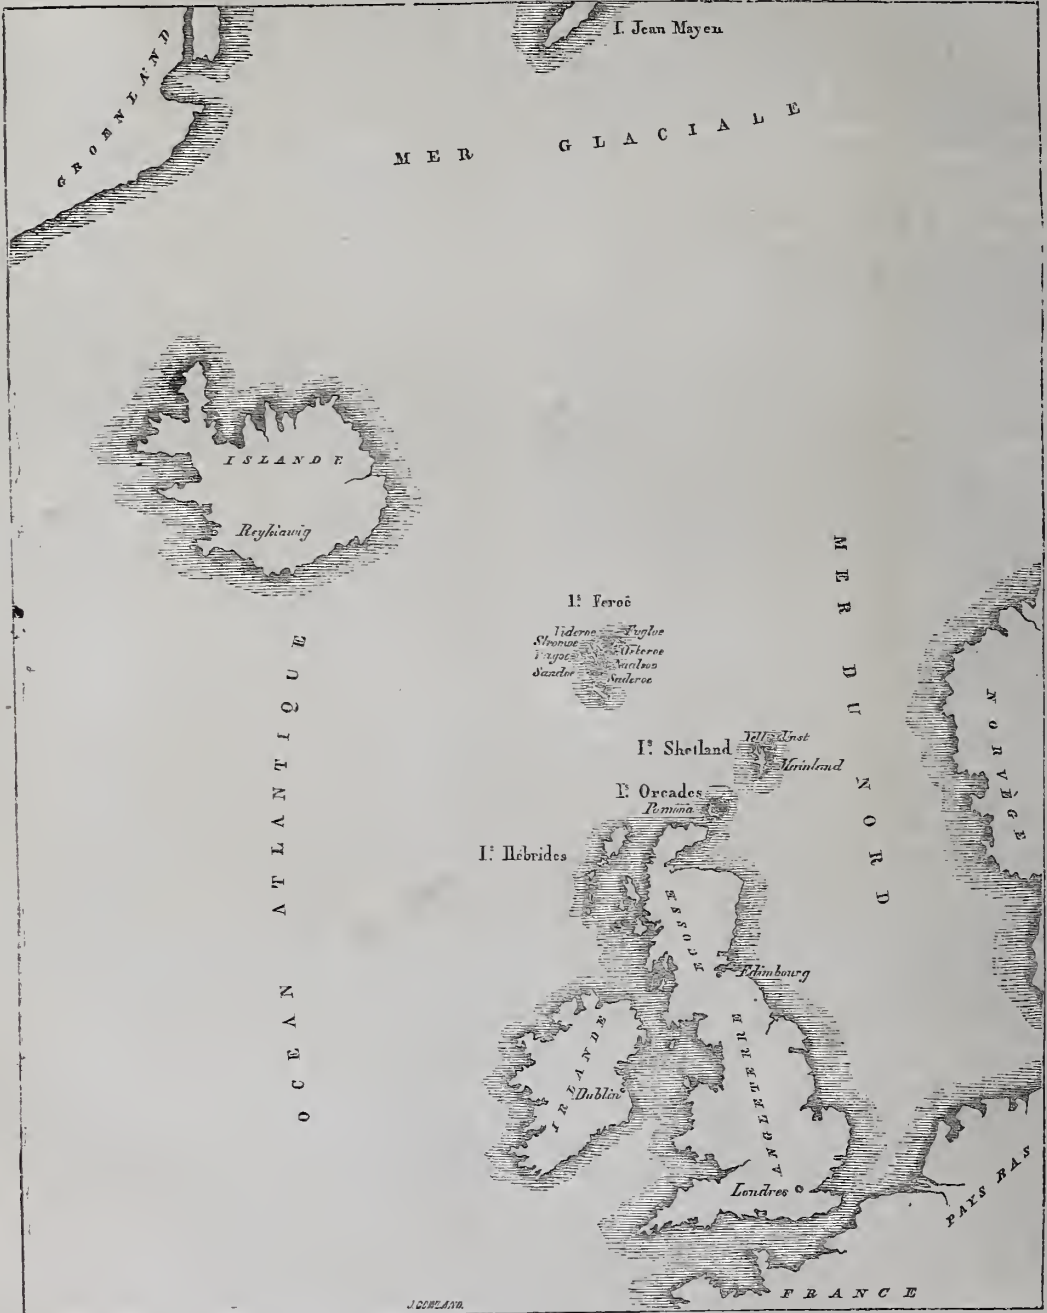 I. Jean Mayen
GROENLAND
MER GLACIALE
ISLANDE
Reykiawig
MER DU NORD
Is. Feroë
Fugloe
Stromoe
Osteroe
Sandoe
Suderoe
NORVÈGE
OCEAN ATLANTIQUE
Is. Shetland
Yell
Unst
Mainland
Is. Orcades
Pomona
Is. Hébrides
ECOSSE
Edimbourg
IRLANDE
Dublin
ANGLETERRE
Londres
PAYS BAS
FRANCE